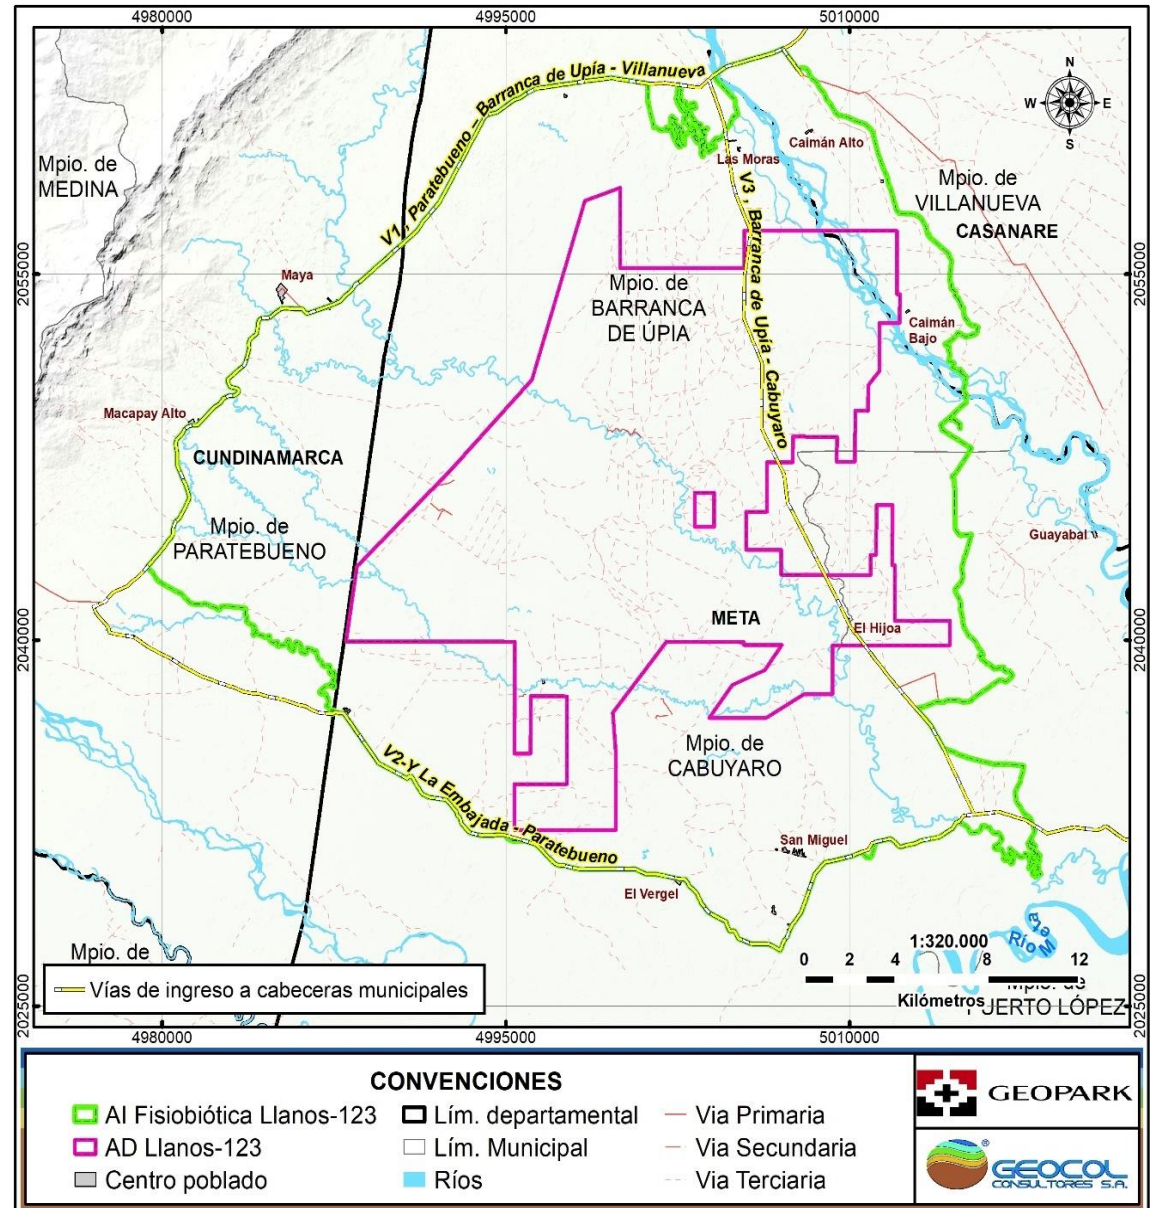 4980000
4995000
5010000
N
W
E
S
V1, Paratebueno – Barranca de Upía - Villanueva
Mpio. de
MEDINA
Las Moras
Caimán Alto
Mpio. de
VILLANUEVA
CASANARE
V3 , Barranca de Upía - Cabuyaro
2055000
2055000
Maya
Mpio. de
BARRANCA
DE ÚPIA
Caimán
Bajo
Macapay Alto
CUNDINAMARCA
Mpio. de
PARATEBUENO
Guayabal
META
El Hijoa
2040000
2040000
Mpio. de
CABUYARO
V2-Y La Embajada - Paratebueno
San Miguel
El Vergel
Río Meta
1:320.000
0 2 4 8 12
Kilómetros
Mpio. de
Mpio. de
PUERTO LÓPEZ
Vías de ingreso a cabeceras municipales
2025000
2025000
4980000
4995000
5010000
CONVENCIONES
AI Fisiobiótica Llanos-123
Lím. departamental
Via Primaria
AD Llanos-123
Lím. Municipal
Via Secundaria
Centro poblado
Ríos
Via Terciaria
GEOPARK
GEOCOL
CONSULTORES S.A.
®